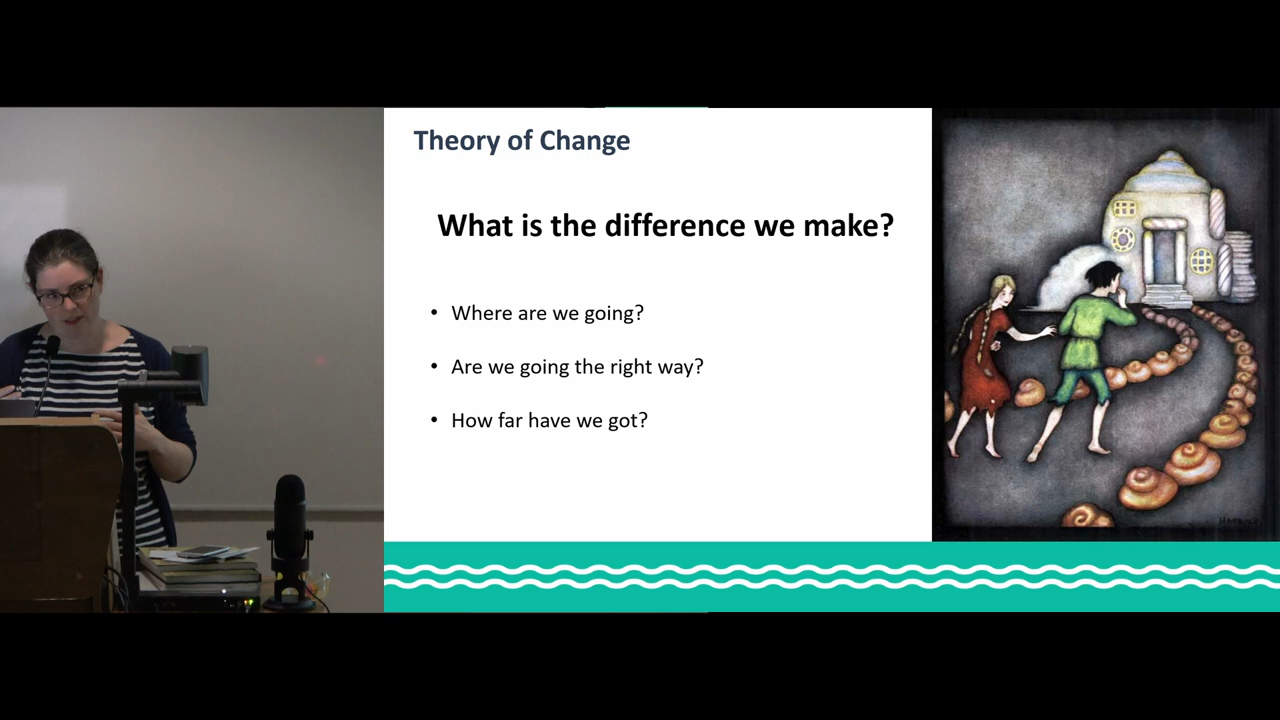 Theory of Change
What is the difference we make?
• Where are we going?
• Are we going the right way?
• How far have we got?